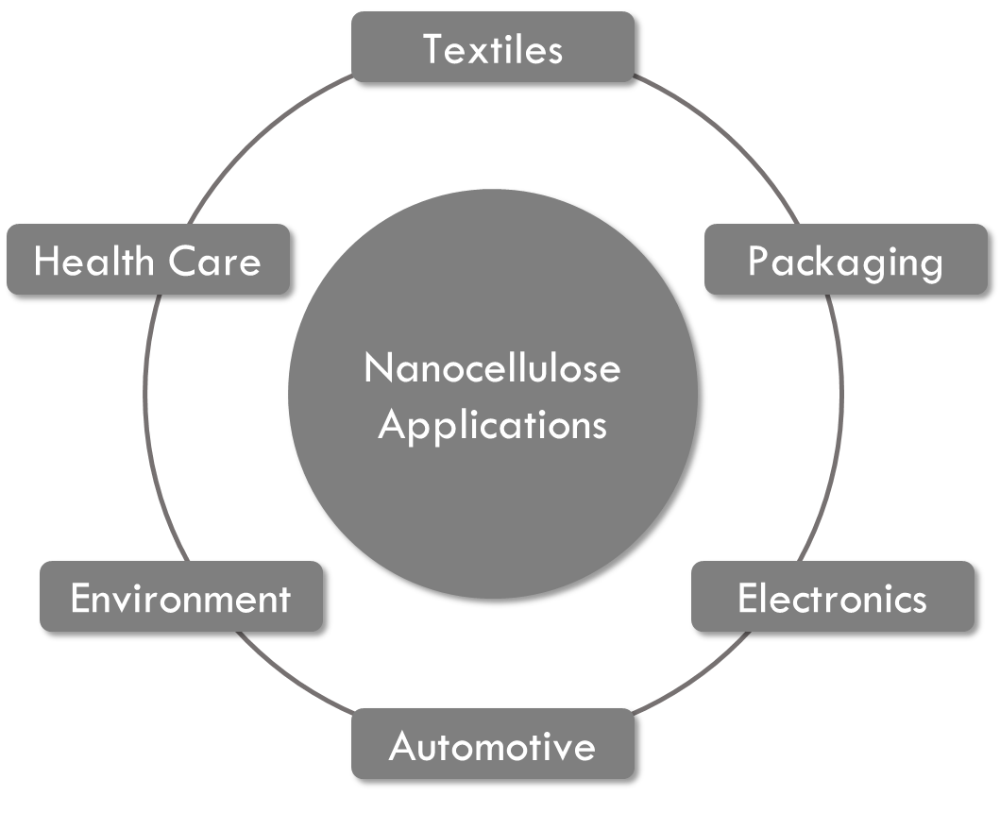 Textiles
Health Care
Packaging
Nanocellulose
Applications
Environment
Electronics
Automotive